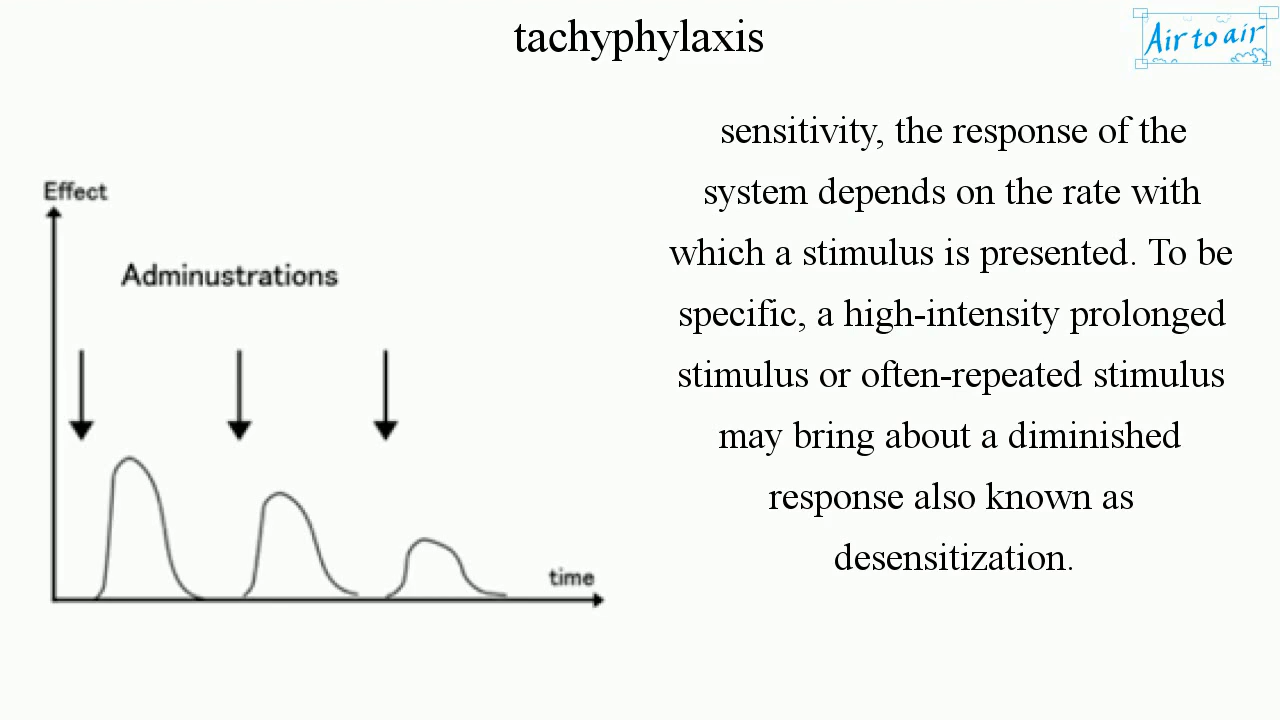 tachyphylaxis
Air to air
Effect
Adminustrations
time
sensitivity, the response of the
system depends on the rate with
which a stimulus is presented. To be
specific, a high-intensity prolonged
stimulus or often-repeated stimulus
may bring about a diminished
response also known as
desensitization.